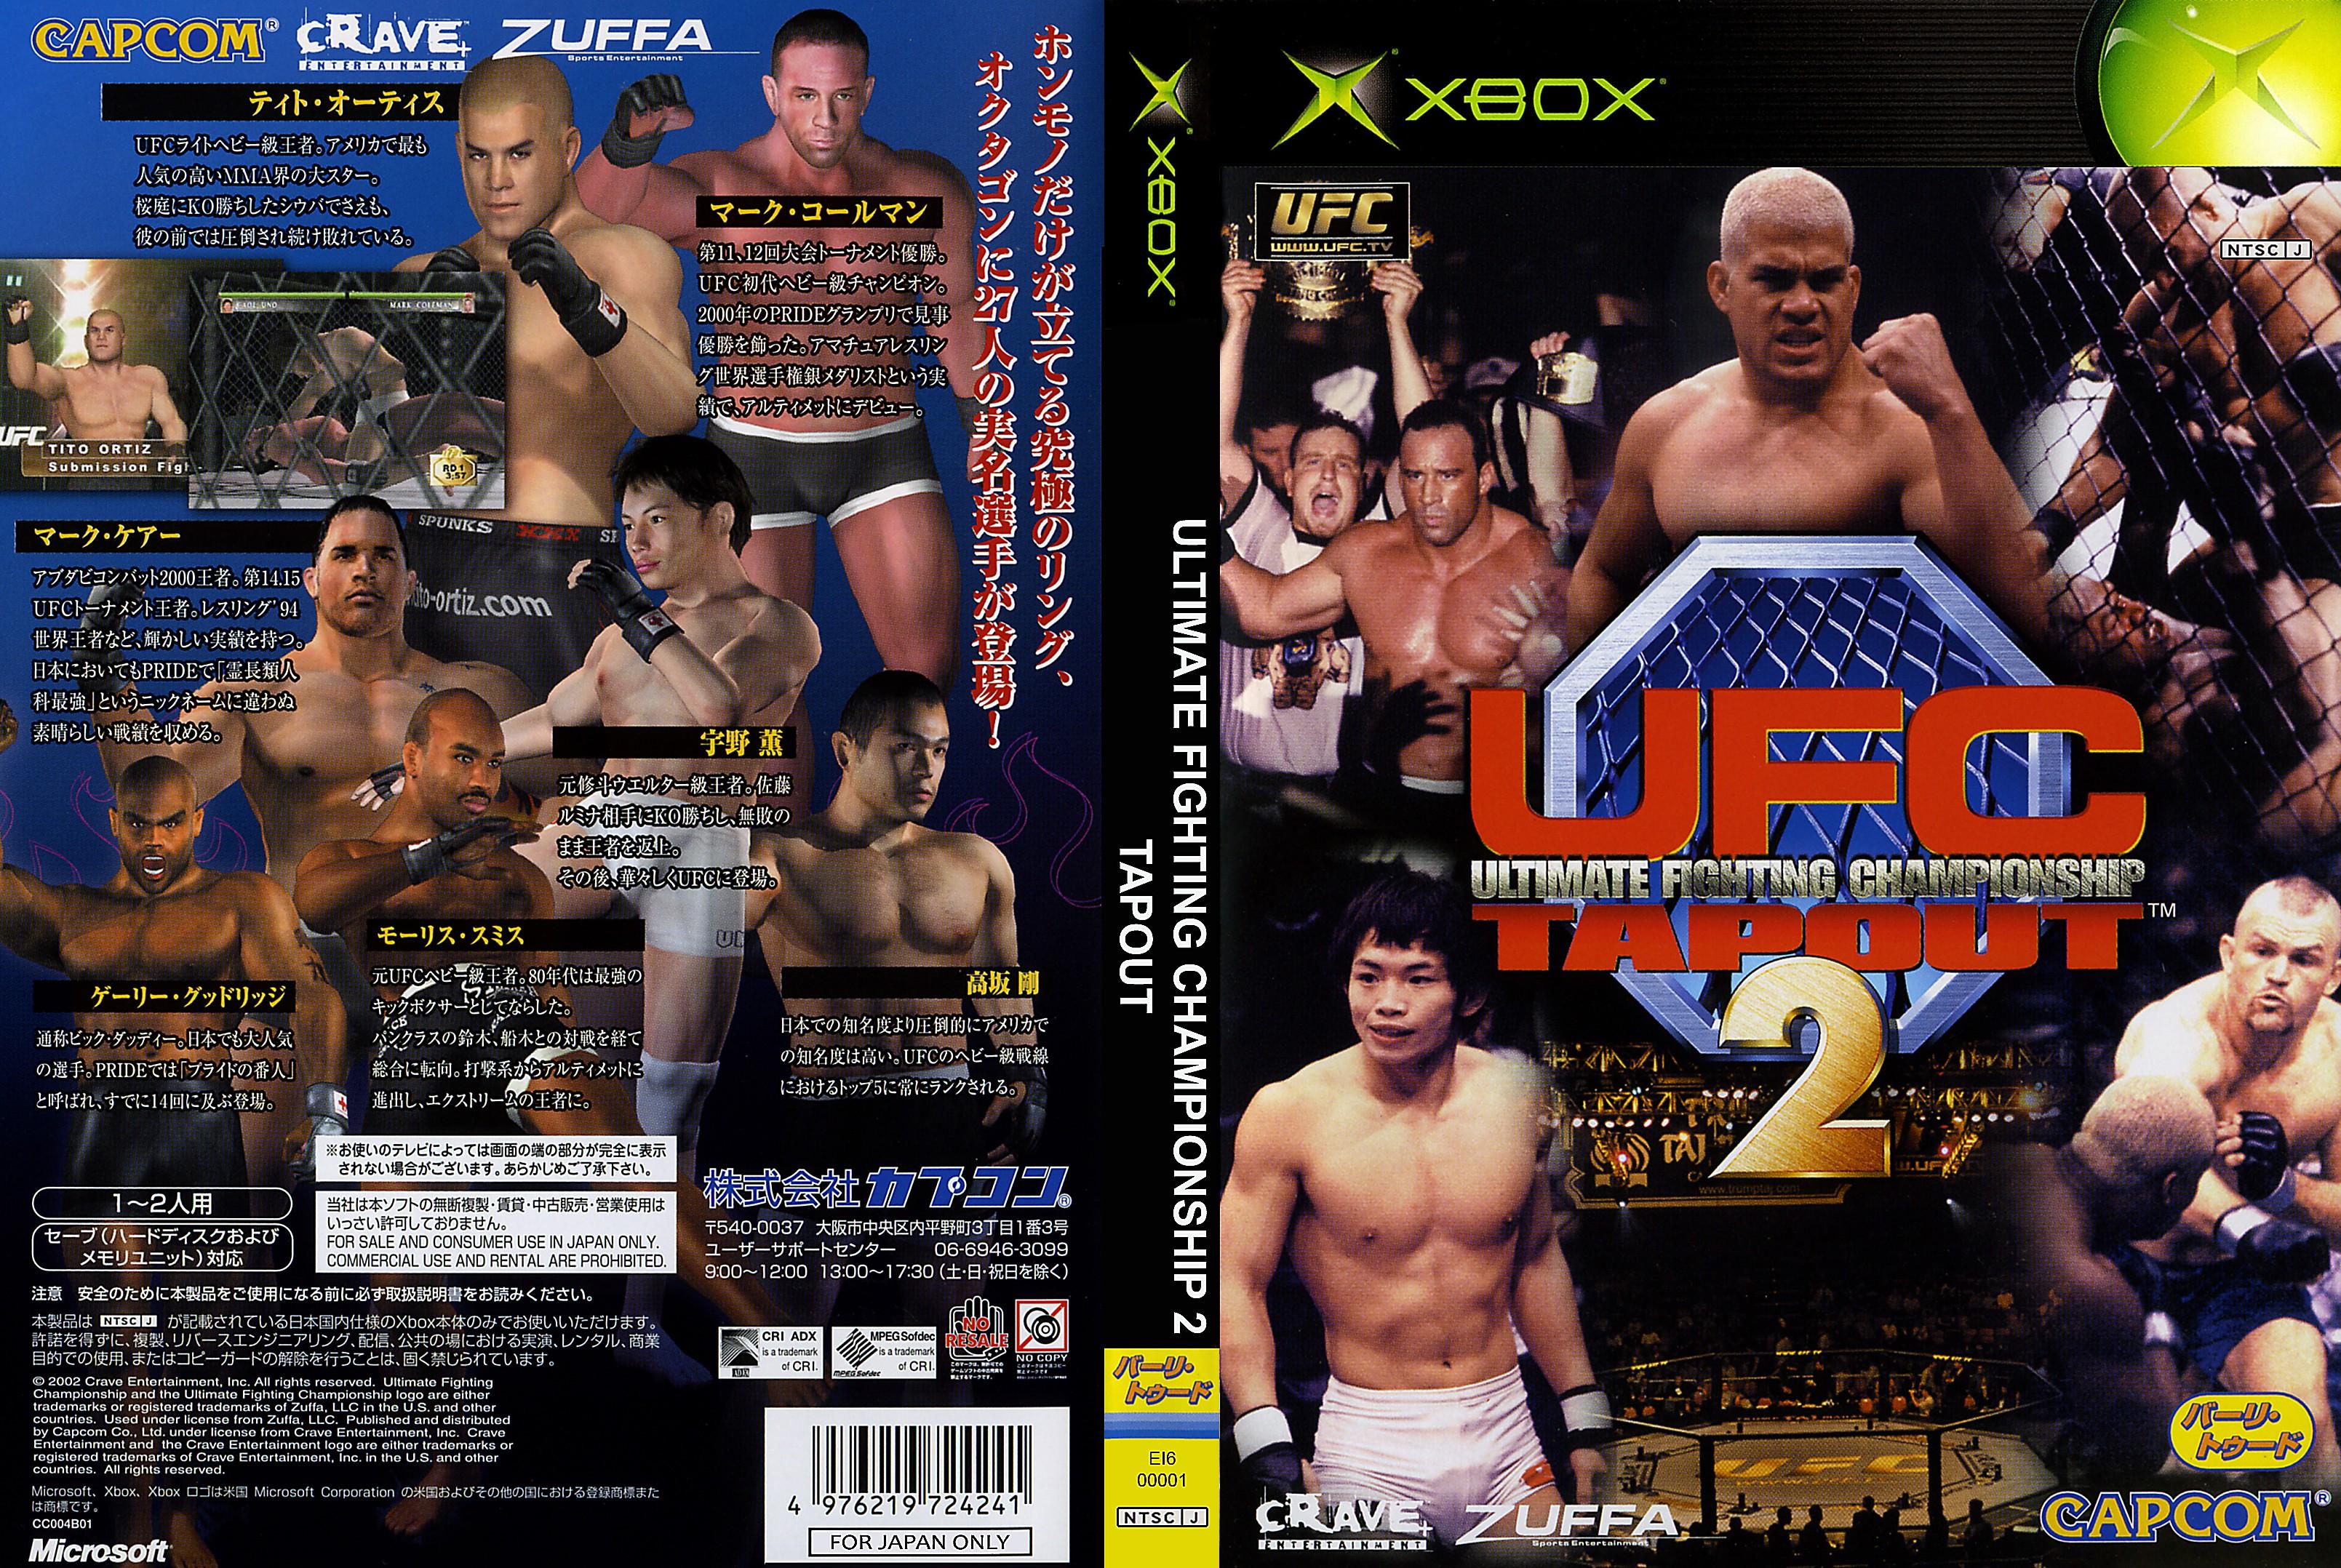 CAPCOM®
CRAVE
ENTERTAINMENT
ZUFFA
Sports Entertainment
ホンモノだけが立てる究極のリング、
オクタゴンに27人の実名選手が登場!
ティト・オーティス
UFCライトヘビー級王者。アメリカで最も
人気の高いMMA界の大スター。
桜庭にKO勝ちしたシウバでさえも、
彼の前では圧倒され続け敗れている。
マーク・コールマン
第11、12回大会トーナメント優勝。
UFC初代ヘビー級チャンピオン。
2000年のPRIDEグランプリで見事
優勝を飾った。アマチュアレスリン
グ世界選手権銀メダリストという実
績で、アルティメットにデビュー。
UFC
TITO ORTIZ
Submission Figh
MARK COLEMAN
RD.1
3:57
マーク・ケアー
アブダビコンバット2000王者。第14.15
UFCトーナメント王者。レスリング'94
世界王者など、輝かしい実績を持つ。
日本においてもPRIDEで「霊長類人
科最強」というニックネームに違わぬ
素晴らしい戦績を収める。
SPUNKS
XXX
ito-ortiz.com
宇野 薫
元修斗ウエルター級王者。佐藤
ルミナ相手にKO勝ちし、無敗の
まま王者を返上。
その後、華々しくUFCに登場。
モーリス・スミス
元UFCヘビー級王者。80年代は最強の
キックボクサーとしてならした。
パンクラスの鈴木、船木との対戦を経て
総合に転向。打撃系からアルティメットに
進出し、エクストリームの王者に。
ゲーリー・グッドリッジ
通称ビック・ダッディー。日本でも大人気
の選手。PRIDEでは「プライドの番人」
と呼ばれ、すでに14回に及ぶ登場。
高坂 剛
日本での知名度より圧倒的にアメリカで
の知名度は高い。UFCのヘビー級戦線
におけるトップ5に常にランクされる。
※お使いのテレビによっては画面の端の部分が完全に表示
されない場合がございます。あらかじめご了承下さい。
1〜2人用
セーブ(ハードディスクおよび
メモリユニット)対応
当社は本ソフトの無断複製・賃貸・中古販売・営業使用は
いっさい許可しておりません。
FOR SALE AND CONSUMER USE IN JAPAN ONLY.
COMMERCIAL USE AND RENTAL ARE PROHIBITED.
株式会社カプコン®
〒540-0037 大阪市中央区内平野町3丁目1番3号
ユーザーサポートセンター 06-6946-3099
9:00〜12:00 13:00〜17:30(土・日・祝日を除く)
注意 安全のために本製品をご使用になる前に必ず取扱説明書をお読みください。
本製品は NTSC J が記載されている日本国内仕様のXbox本体のみでお使いいただけます。
許諾を得ずに、複製、リバースエンジニアリング、配信、公共の場における実演、レンタル、商業
目的での使用、またはコピーガードの解除を行うことは、固く禁じられています。
CRI ADX
is a trademark
of CRI.
ADX
MPEG Sofdec
is a trademark
of CRI.
MPEG Sofdec
NO
RESALE
NO COPY
© 2002 Crave Entertainment, Inc. All rights reserved. Ultimate Fighting
Championship and the Ultimate Fighting Championship logo are either
trademarks or registered trademarks of Zuffa, LLC in the U.S. and other
countries. Used under license from Zuffa, LLC. Published and distributed
by Capcom Co., Ltd. under license from Crave Entertainment, Inc. Crave
Entertainment and the Crave Entertainment logo are either trademarks or
registered trademarks of Crave Entertainment, Inc. in the U.S. and other
countries. All rights reserved.
Microsoft、Xbox、Xbox ロゴは米国 Microsoft Corporation の米国およびその他の国における登録商標また
は商標です。
CC004B01
Microsoft
4 976219 724241
FOR JAPAN ONLY
XBOX
ULTIMATE FIGHTING CHAMPIONSHIP 2
TAPOUT
バーリ・
トゥード
EI6
00001
NTSC J
XBOX
UFC
WWW.UFC.TV
NTSC J
UFC
ULTIMATE FIGHTING CHAMPIONSHIP
TAPOUT™
2
TAJ
www.trumptaj.com
UFC
バーリ・
トゥード
CRAVE
ENTERTAINMENT
ZUFFA
Sports Entertainment
CAPCOM®